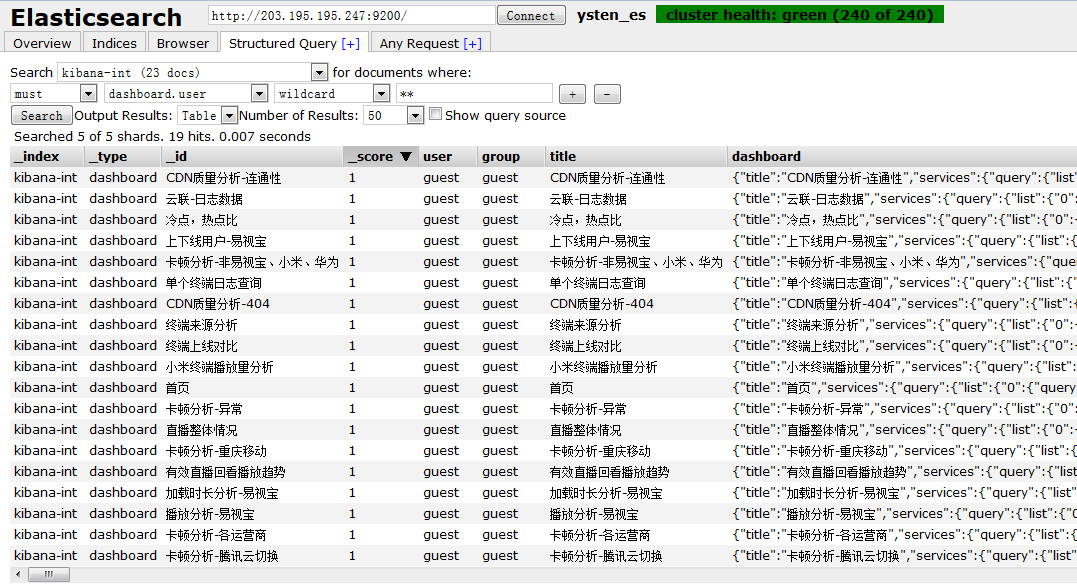 Elasticsearch http://203.195.195.247:9200/ Connect ysten_es cluster health: green (240 of 240)
Overview Indices Browser Structured Query [+] Any Request [+]
Search kibana-int (23 docs) for documents where:
must dashboard.user wildcard ** + -
Search Output Results: Table Number of Results: 50 Show query source
Searched 5 of 5 shards. 19 hits. 0.007 seconds
_index _type _id _score ▼ user group title dashboard
kibana-int dashboard CDN质量分析-连通性 1 guest guest CDN质量分析-连通性 {"title":"CDN质量分析-连通性","services":{"query":{"list"
kibana-int dashboard 云联-日志数据 1 guest guest 云联-日志数据 {"title":"云联-日志数据","services":{"query":{"list":{"0":
kibana-int dashboard 冷点，热点比 1 guest guest 冷点，热点比 {"title":"冷点，热点比","services":{"query":{"list":{"0":
kibana-int dashboard 上下线用户-易视宝 1 guest guest 上下线用户-易视宝 {"title":"上下线用户-易视宝","services":{"query":{"list":{
kibana-int dashboard 卡顿分析-非易视宝、小米、华为 1 guest guest 卡顿分析-非易视宝、小米、华为 {"title":"卡顿分析-非易视宝、小米、华为","services":{"que
kibana-int dashboard 单个终端日志查询 1 guest guest 单个终端日志查询 {"title":"单个终端日志查询","services":{"query":{"list":{"
kibana-int dashboard CDN质量分析-404 1 guest guest CDN质量分析-404 {"title":"CDN质量分析-404","services":{"query":{"list":{
kibana-int dashboard 终端来源分析 1 guest guest 终端来源分析 {"title":"终端来源分析","services":{"query":{"list":{"0":
kibana-int dashboard 终端上线对比 1 guest guest 终端上线对比 {"title":"终端上线对比","services":{"query":{"list":{"0":
kibana-int dashboard 小米终端播放量分析 1 guest guest 小米终端播放量分析 {"title":"小米终端播放量分析","services":{"query":{"list":
kibana-int dashboard 首页 1 guest guest 首页 {"title":"首页","services":{"query":{"list":{"0":{"query
kibana-int dashboard 卡顿分析-异常 1 guest guest 卡顿分析-异常 {"title":"卡顿分析-异常","services":{"query":{"list":{"0":
kibana-int dashboard 直播整体情况 1 guest guest 直播整体情况 {"title":"直播整体情况","services":{"query":{"list":{"0":
kibana-int dashboard 卡顿分析-重庆移动 1 guest guest 卡顿分析-重庆移动 {"title":"卡顿分析-重庆移动","services":{"query":{"list":{
kibana-int dashboard 有效直播回看播放趋势 1 guest guest 有效直播回看播放趋势 {"title":"有效直播回看播放趋势","services":{"query":{"list
kibana-int dashboard 加载时长分析-易视宝 1 guest guest 加载时长分析-易视宝 {"title":"加载时长分析-易视宝","services":{"query":{"list":
kibana-int dashboard 播放分析-易视宝 1 guest guest 播放分析-易视宝 {"title":"播放分析-易视宝","services":{"query":{"list":{"0
kibana-int dashboard 卡顿分析-各运营商 1 guest guest 卡顿分析-各运营商 {"title":"卡顿分析-各运营商","services":{"query":{"list":{
kibana-int dashboard 卡顿分析-腾讯云切换 1 guest guest 卡顿分析-腾讯云切换 {"title":"卡顿分析-腾讯云切换","services":{"query":{"list":